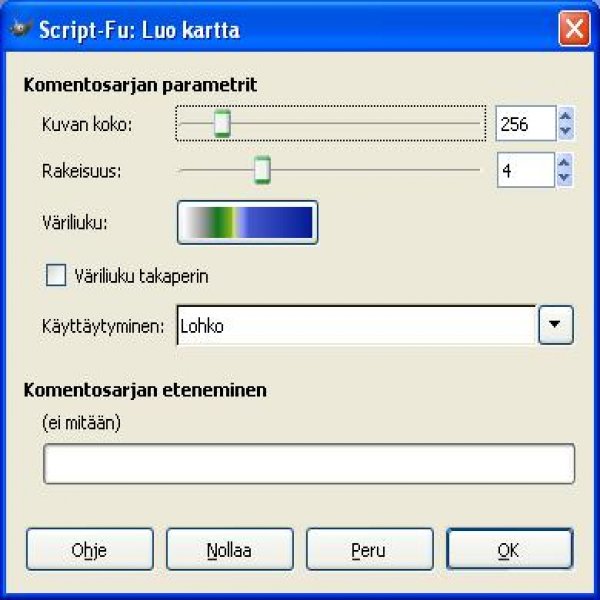 Script-Fu: Luo kartta
Komentosarjan parametrit
Kuvan koko: 256
Rakeisuus: 4
Väriliuku:
Väriliuku takaperin
Käyttäytyminen: Lohko
Komentosarjan eteneminen
(ei mitään)
Ohje Nollaa Peru OK